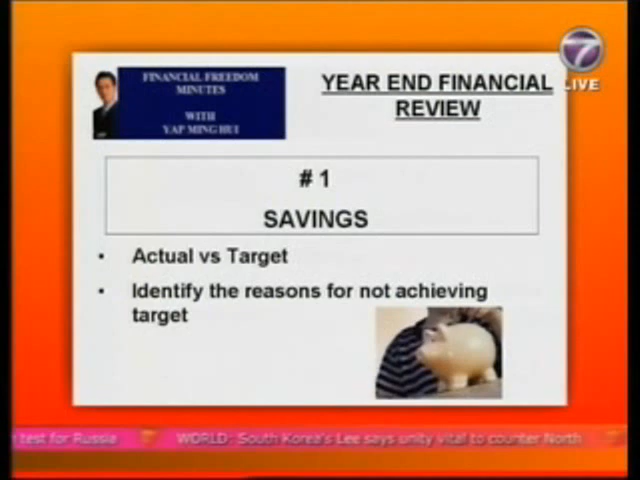 FINANCIAL FREEDOM
MINUTES
WITH
YAP MING HUI
YEAR END FINANCIAL
REVIEW
7
LIVE
# 1
SAVINGS
• Actual vs Target
• Identify the reasons for not achieving
target
test for Russia
WORLD: South Korea's Lee says unity vital to counter North